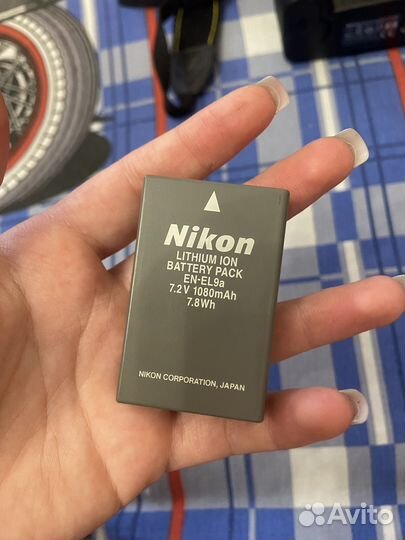 Nikon
LITHIUM ION
BATTERY PACK
EN-EL9a
7.2V 1080mAh
7.8Wh
NIKON CORPORATION, JAPAN
Avito